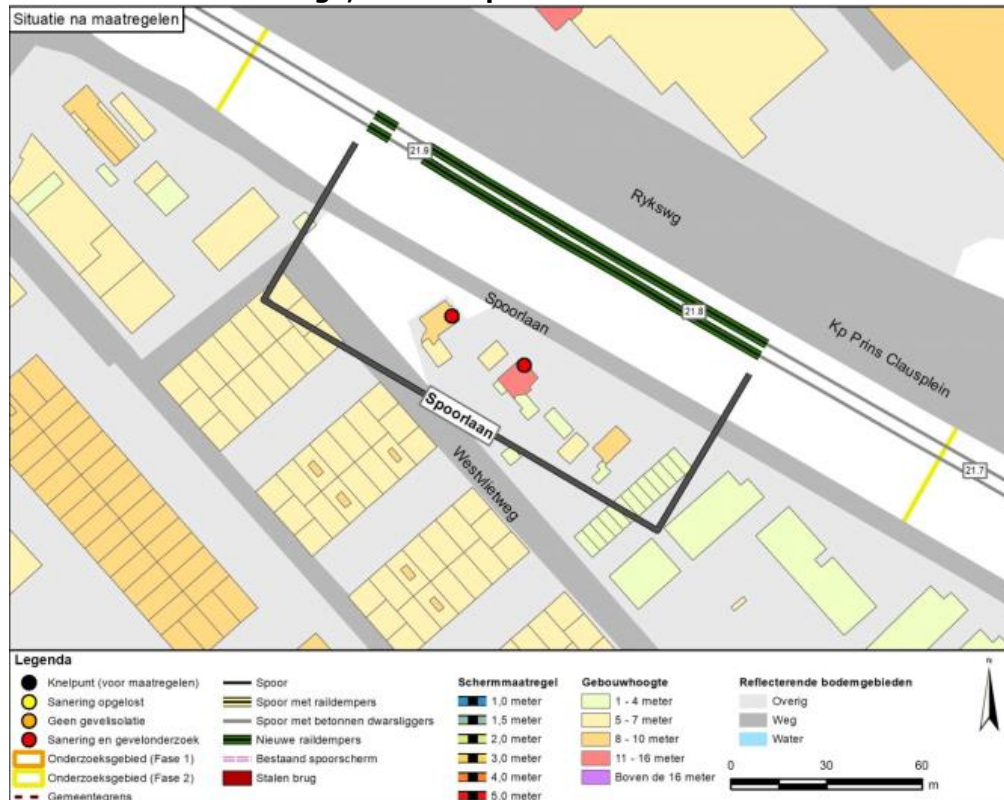 Situatie na maatregelen
21.9
Rykswg
21.8
Spoorlaan
Kp Prins Clausplein
Spoorlaan
Westvlietweg
21.7
Legenda
Knelpunt (voor maatregelen)
Sanering opgelost
Geen gevelisolatie
Sanering en gevelonderzoek
Onderzoeksgebied (Fase 1)
Onderzoeksgebied (Fase 2)
Gemeentegrens
Spoor
Spoor met raildempers
Spoor met betonnen dwarsliggers
Nieuwe raildempers
Bestaand spoorscherm
Stalen brug
Schermmaatregel
1,0 meter
1,5 meter
2,0 meter
3,0 meter
4,0 meter
5,0 meter
Gebouwhoogte
1 - 4 meter
5 - 7 meter
8 - 10 meter
11 - 16 meter
Boven de 16 meter
Reflecterende bodemgebieden
Overig
Weg
Water
N
0 30 60
m